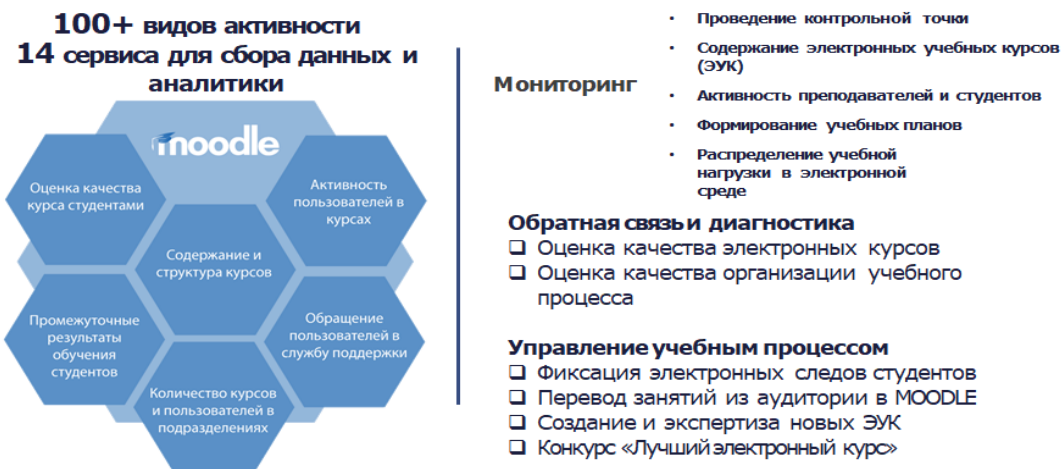 100+ видов активности
14 сервиса для сбора данных и
аналитики
moodle
Оценка качества
курса студентами
Активность
пользователей в
курсах
Содержание и
структура курсов
Промежуточные
результаты
обучения
студентов
Обращение
пользователей в
службу поддержки
Количество курсов
и пользователей в
подразделениях
Мониторинг
• Проведение контрольной точки
• Содержание электронных учебных курсов
(ЭУК)
• Активность преподавателей и студентов
• Формирование учебных планов
• Распределение учебной
нагрузки в электронной
среде
Обратная связь и диагностика
❑ Оценка качества электронных курсов
❑ Оценка качества организации учебного
процесса
Управление учебным процессом
❑ Фиксация электронных следов студентов
❑ Перевод занятий из аудитории в MOODLE
❑ Создание и экспертиза новых ЭУК
❑ Конкурс «Лучший электронный курс»